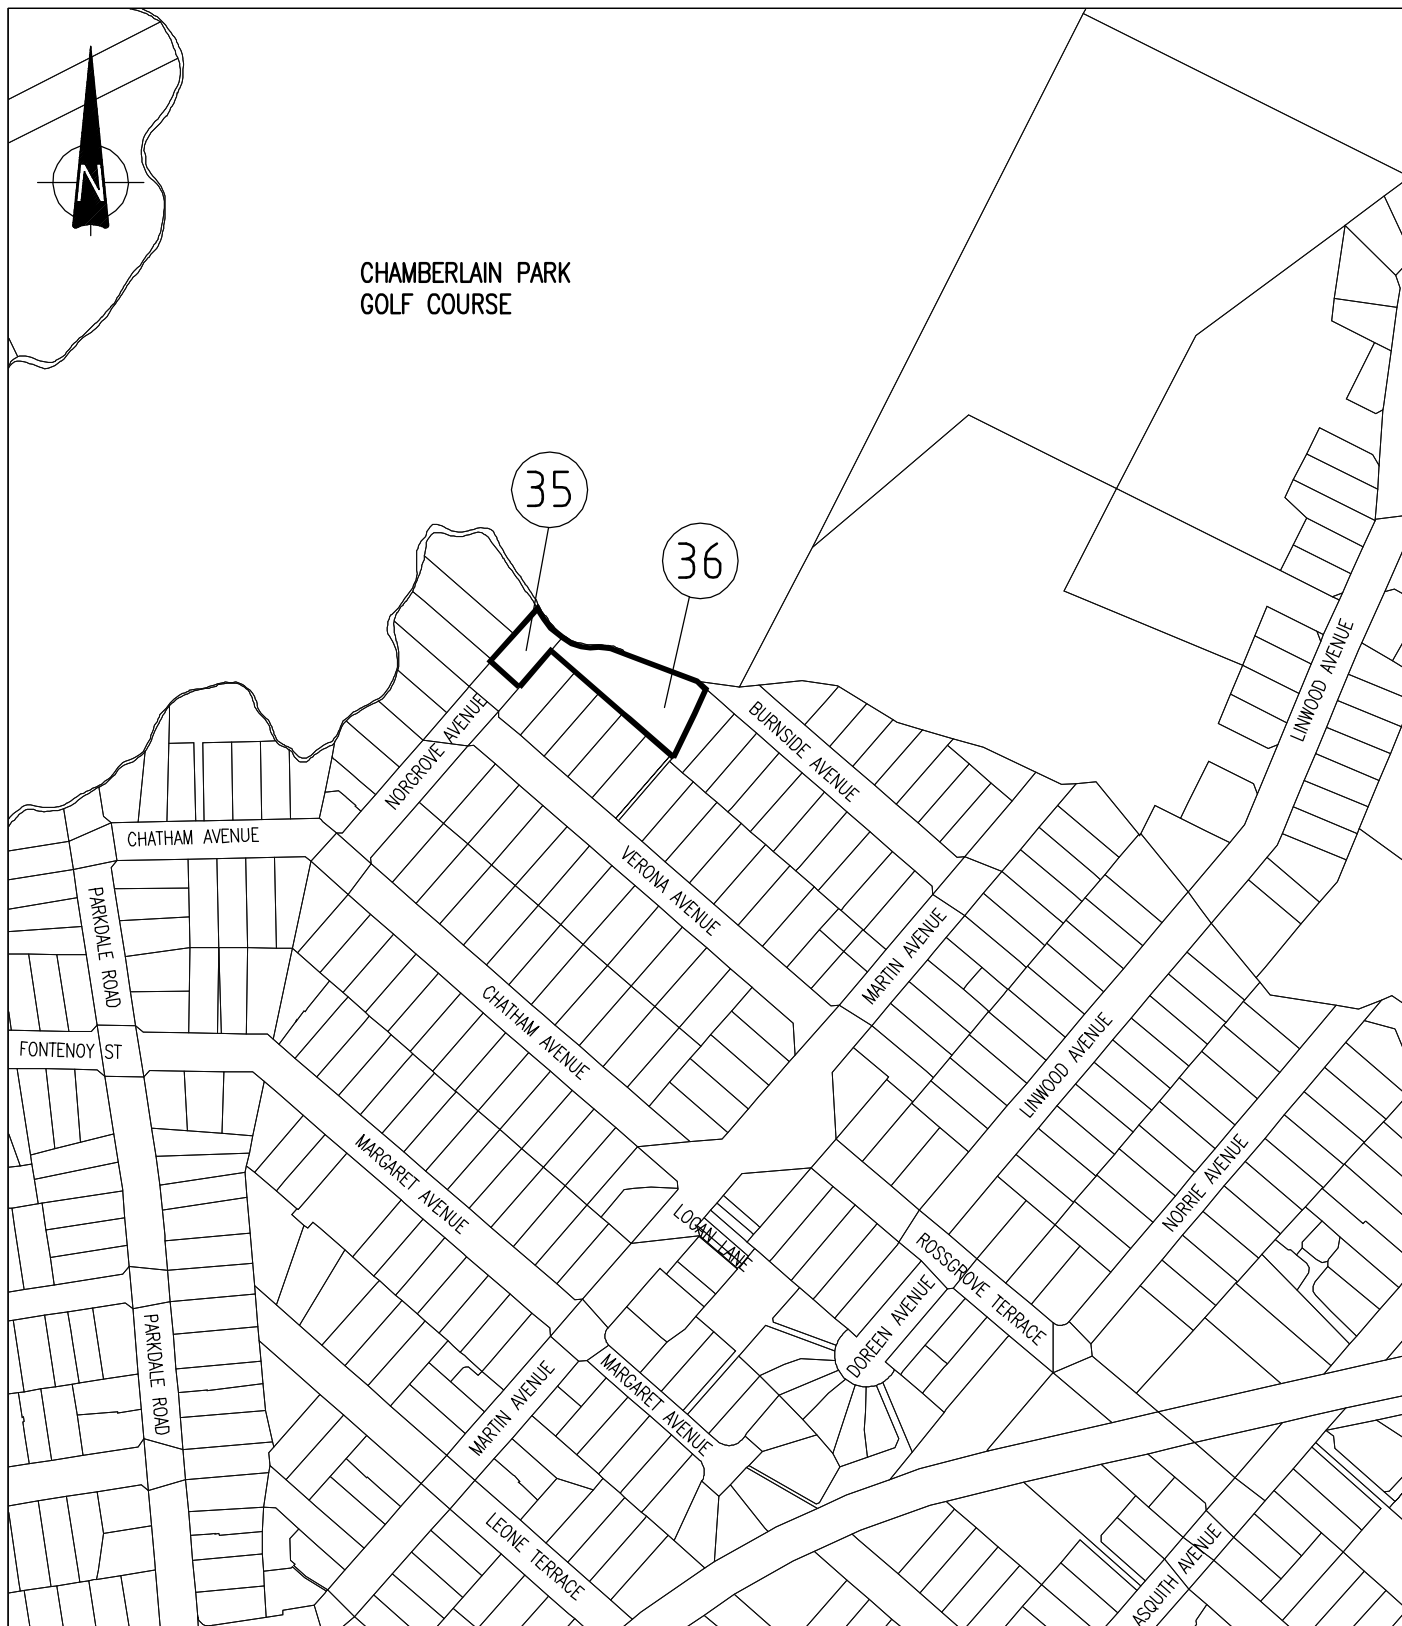 N
CHAMBERLAIN PARK
GOLF COURSE
35
36
LINWOOD AVENUE
NORGROVE AVENUE
BURNSIDE AVENUE
CHATHAM AVENUE
VERONA AVENUE
PARKDALE ROAD
MARTIN AVENUE
CHATHAM AVENUE
FONTENOY ST
LINWOOD AVENUE
MARGARET AVENUE
NORRIE AVENUE
LOGAN LANE
ROSSGROVE TERRACE
DOREEN AVENUE
PARKDALE ROAD
MARTIN AVENUE
MARGARET AVENUE
LEONE TERRACE
ASQUITH AVENUE